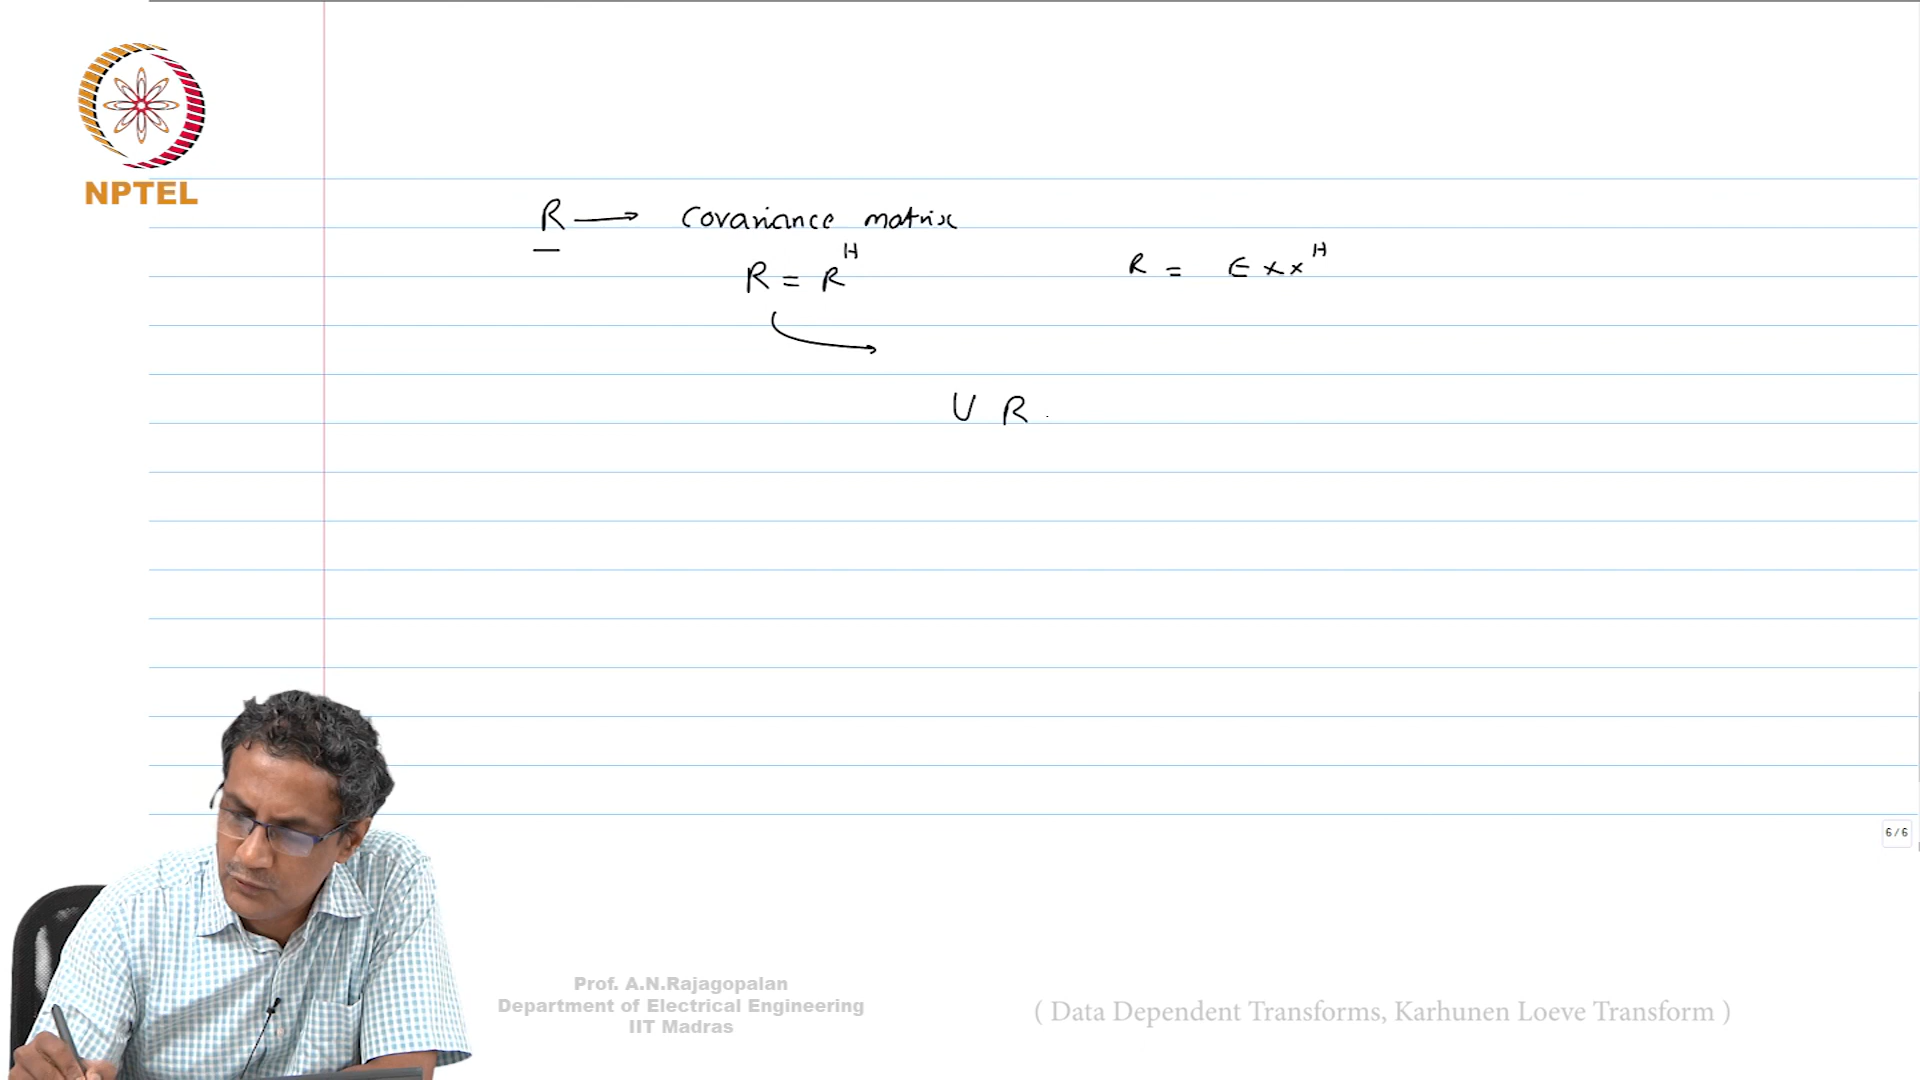 NPTEL
R → Covariance matrix
R = R^H
R = E x x^H
U R .
6 / 6
Prof. A.N.Rajagopalan
Department of Electrical Engineering
IIT Madras
( Data Dependent Transforms, Karhunen Loeve Transform )